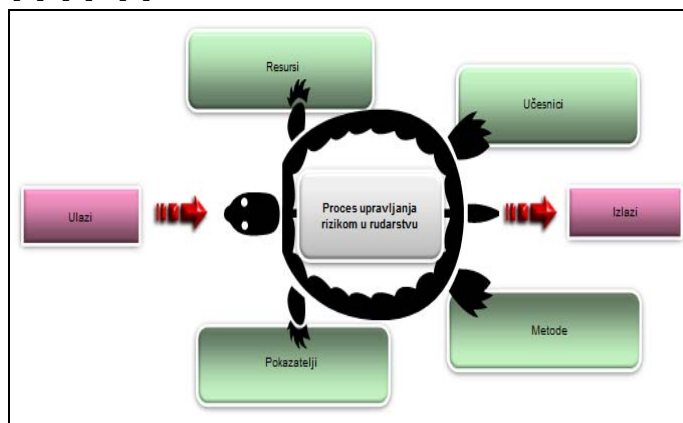 Resursi
Učesnici
Ulazi
Proces upravljanja
rizikom u rudarstvu
Izlazi
Pokazatelji
Metode